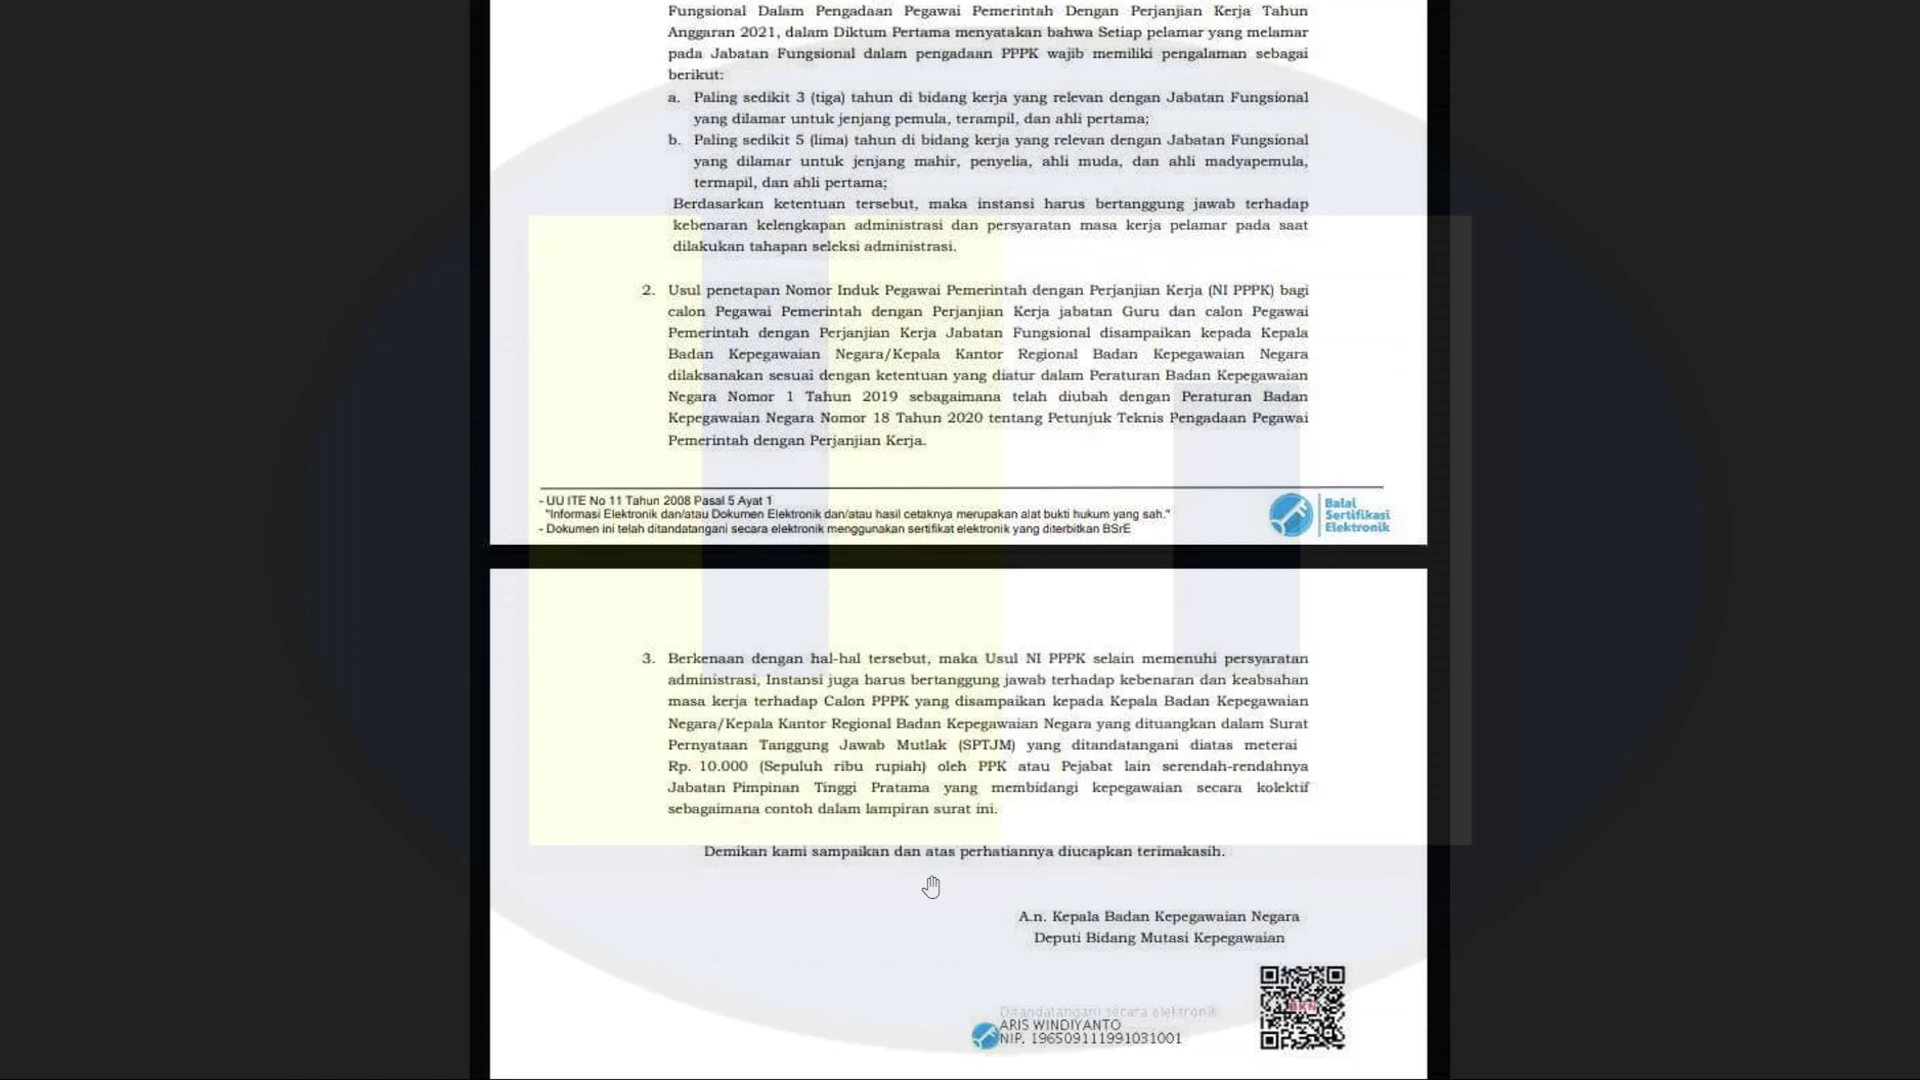 Fungsional Dalam Pengadaan Pegawai Pemerintah Dengan Perjanjian Kerja Tahun
Anggaran 2021, dalam Diktum Pertama menyatakan bahwa Setiap pelamar yang melamar
pada Jabatan Fungsional dalam pengadaan PPPK wajib memiliki pengalaman sebagai
berikut:
a. Paling sedikit 3 (tiga) tahun di bidang kerja yang relevan dengan Jabatan Fungsional
yang dilamar untuk jenjang pemula, terampil, dan ahli pertama;
b. Paling sedikit 5 (lima) tahun di bidang kerja yang relevan dengan Jabatan Fungsional
yang dilamar untuk jenjang mahir, penyelia, ahli muda, dan ahli madyapemula,
termapil, dan ahli pertama;
Berdasarkan ketentuan tersebut, maka instansi harus bertanggung jawab terhadap
kebenaran kelengkapan administrasi dan persyaratan masa kerja pelamar pada saat
dilakukan tahapan seleksi administrasi.
2. Usul penetapan Nomor Induk Pegawai Pemerintah dengan Perjanjian Kerja (NI PPPK) bagi
calon Pegawai Pemerintah dengan Perjanjian Kerja jabatan Guru dan calon Pegawai
Pemerintah dengan Perjanjian Kerja Jabatan Fungsional disampaikan kepada Kepala
Badan Kepegawaian Negara/Kepala Kantor Regional Badan Kepegawaian Negara
dilaksanakan sesuai dengan ketentuan yang diatur dalam Peraturan Badan Kepegawaian
Negara Nomor 1 Tahun 2019 sebagaimana telah diubah dengan Peraturan Badan
Kepegawaian Negara Nomor 18 Tahun 2020 tentang Petunjuk Teknis Pengadaan Pegawai
Pemerintah dengan Perjanjian Kerja.
- UU ITE No 11 Tahun 2008 Pasal 5 Ayat 1
"Informasi Elektronik dan/atau Dokumen Elektronik dan/atau hasil cetaknya merupakan alat bukti hukum yang sah."
- Dokumen ini telah ditandatangani secara elektronik menggunakan sertifikat elektronik yang diterbitkan BSrE
Balai
Sertifikasi
Elektronik
3. Berkenaan dengan hal-hal tersebut, maka Usul NI PPPK selain memenuhi persyaratan
administrasi, Instansi juga harus bertanggung jawab terhadap kebenaran dan keabsahan
masa kerja terhadap Calon PPPK yang disampaikan kepada Kepala Badan Kepegawaian
Negara/Kepala Kantor Regional Badan Kepegawaian Negara yang dituangkan dalam Surat
Pernyataan Tanggung Jawab Mutlak (SPTJM) yang ditandatangani diatas meterai
Rp. 10.000 (Sepuluh ribu rupiah) oleh PPK atau Pejabat lain serendah-rendahnya
Jabatan Pimpinan Tinggi Pratama yang membidangi kepegawaian secara kolektif
sebagaimana contoh dalam lampiran surat ini.
Demikan kami sampaikan dan atas perhatiannya diucapkan terimakasih.
A.n. Kepala Badan Kepegawaian Negara
Deputi Bidang Mutasi Kepegawaian
Ditandatangani secara elektronik
ARIS WINDIYANTO
NIP. 196509111991031001
BKN